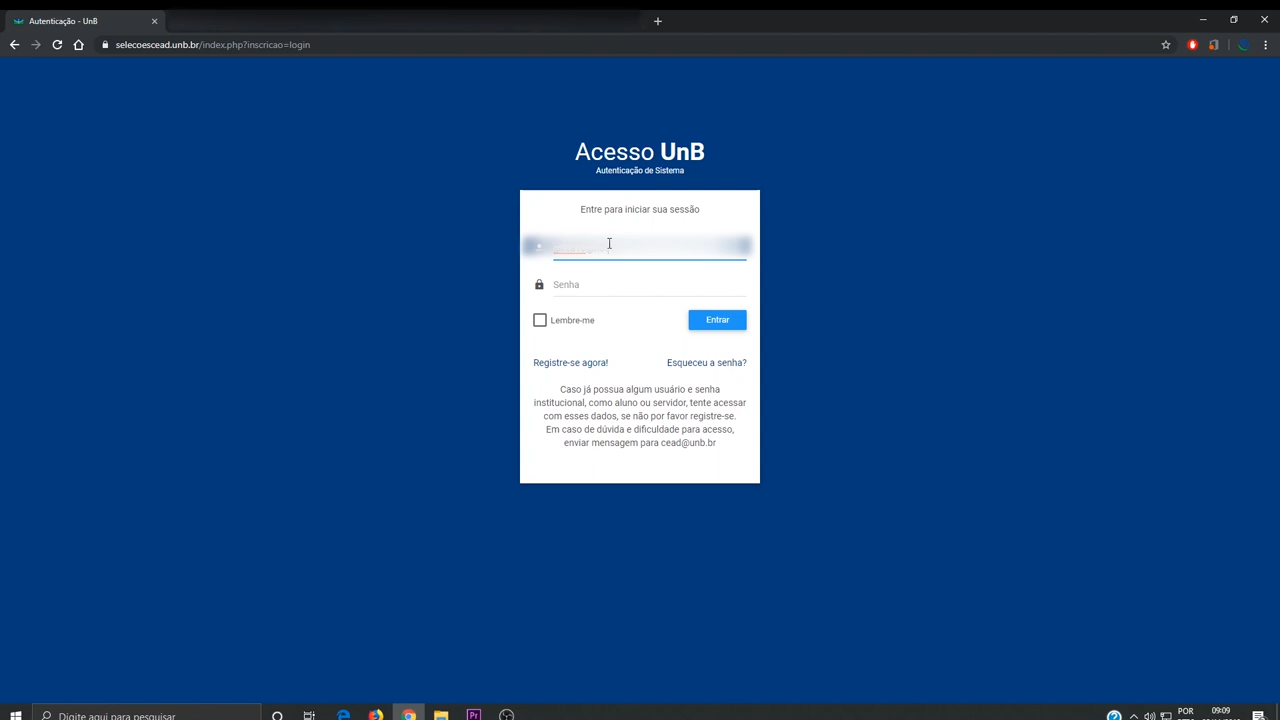 Autenticação - UnB
selecoescead.unb.br/index.php?inscricao=login
Acesso UnB
Autenticação de Sistema
Entre para iniciar sua sessão
Senha
Lembre-me
Entrar
Registre-se agora!
Esqueceu a senha?
Caso já possua algum usuário e senha
institucional, como aluno ou servidor, tente acessar
com esses dados, se não por favor registre-se.
Em caso de dúvida e dificuldade para acesso,
enviar mensagem para cead@unb.br
Digite aqui para pesquisar
Pr
POR
09:09